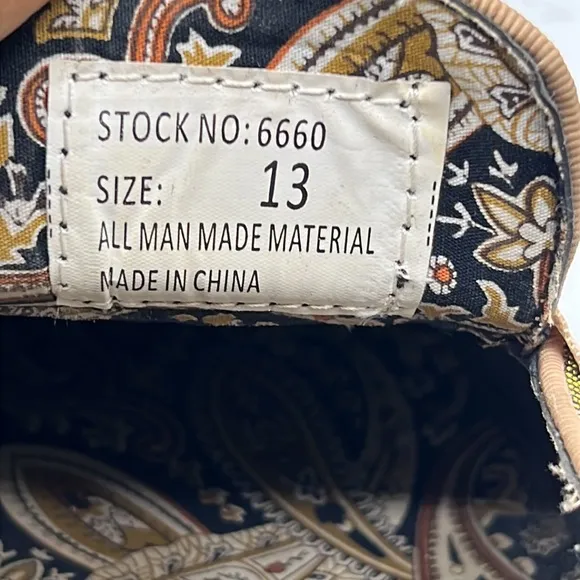 STOCK NO: 6660
SIZE: 13
ALL MAN MADE MATERIAL
MADE IN CHINA